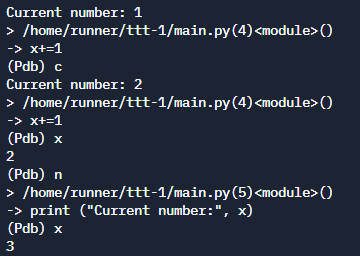 Current number: 1
> /home/runner/ttt-1/main.py(4)<module>()
-> x+=1
(Pdb) c
Current number: 2
> /home/runner/ttt-1/main.py(4)<module>()
-> x+=1
(Pdb) x
2
(Pdb) n
> /home/runner/ttt-1/main.py(5)<module>()
-> print ("Current number:", x)
(Pdb) x
3